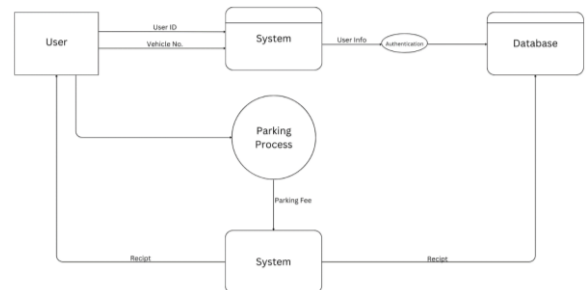 User
User ID
Vehicle No.
System
User Info
Authentication
Database
Parking
Process
Parking Fee
System
Recipt
Recipt